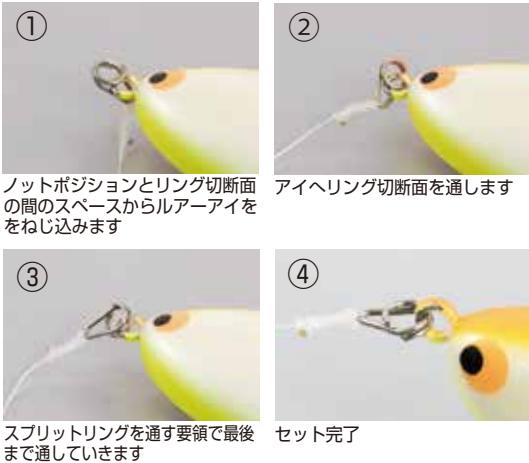 ①
ノットポジションとリング切断面
の間のスペースからルアーアイを
をねじ込みます
②
アイへリング切断面を通します
③
スプリットリングを通す要領で最後
まで通していきます
④
セット完了